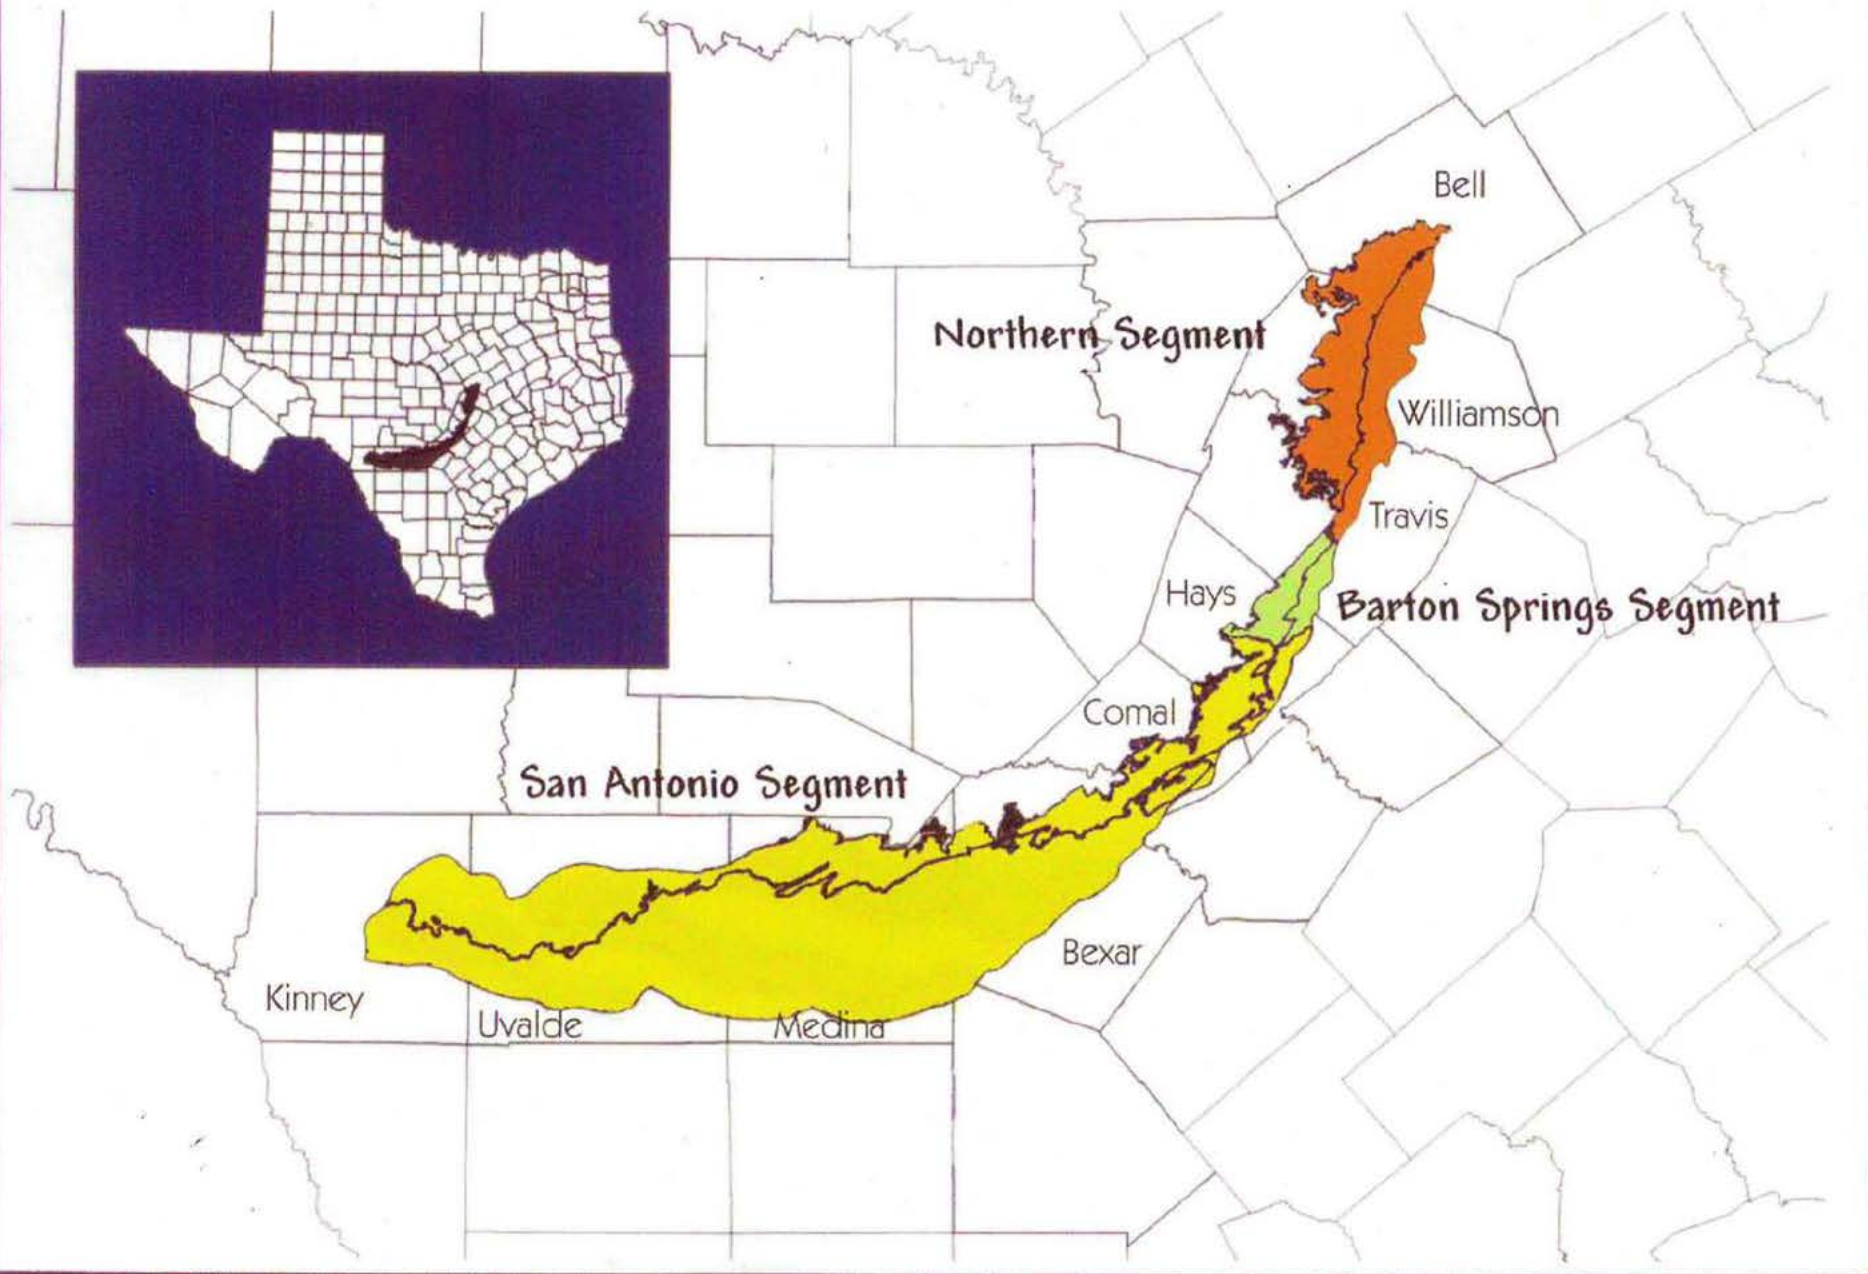 Bell
Northern Segment
Williamson
Travis
Hays
Barton Springs Segment
Comal
San Antonio Segment
Bexar
Kinney
Uvalde
Medina